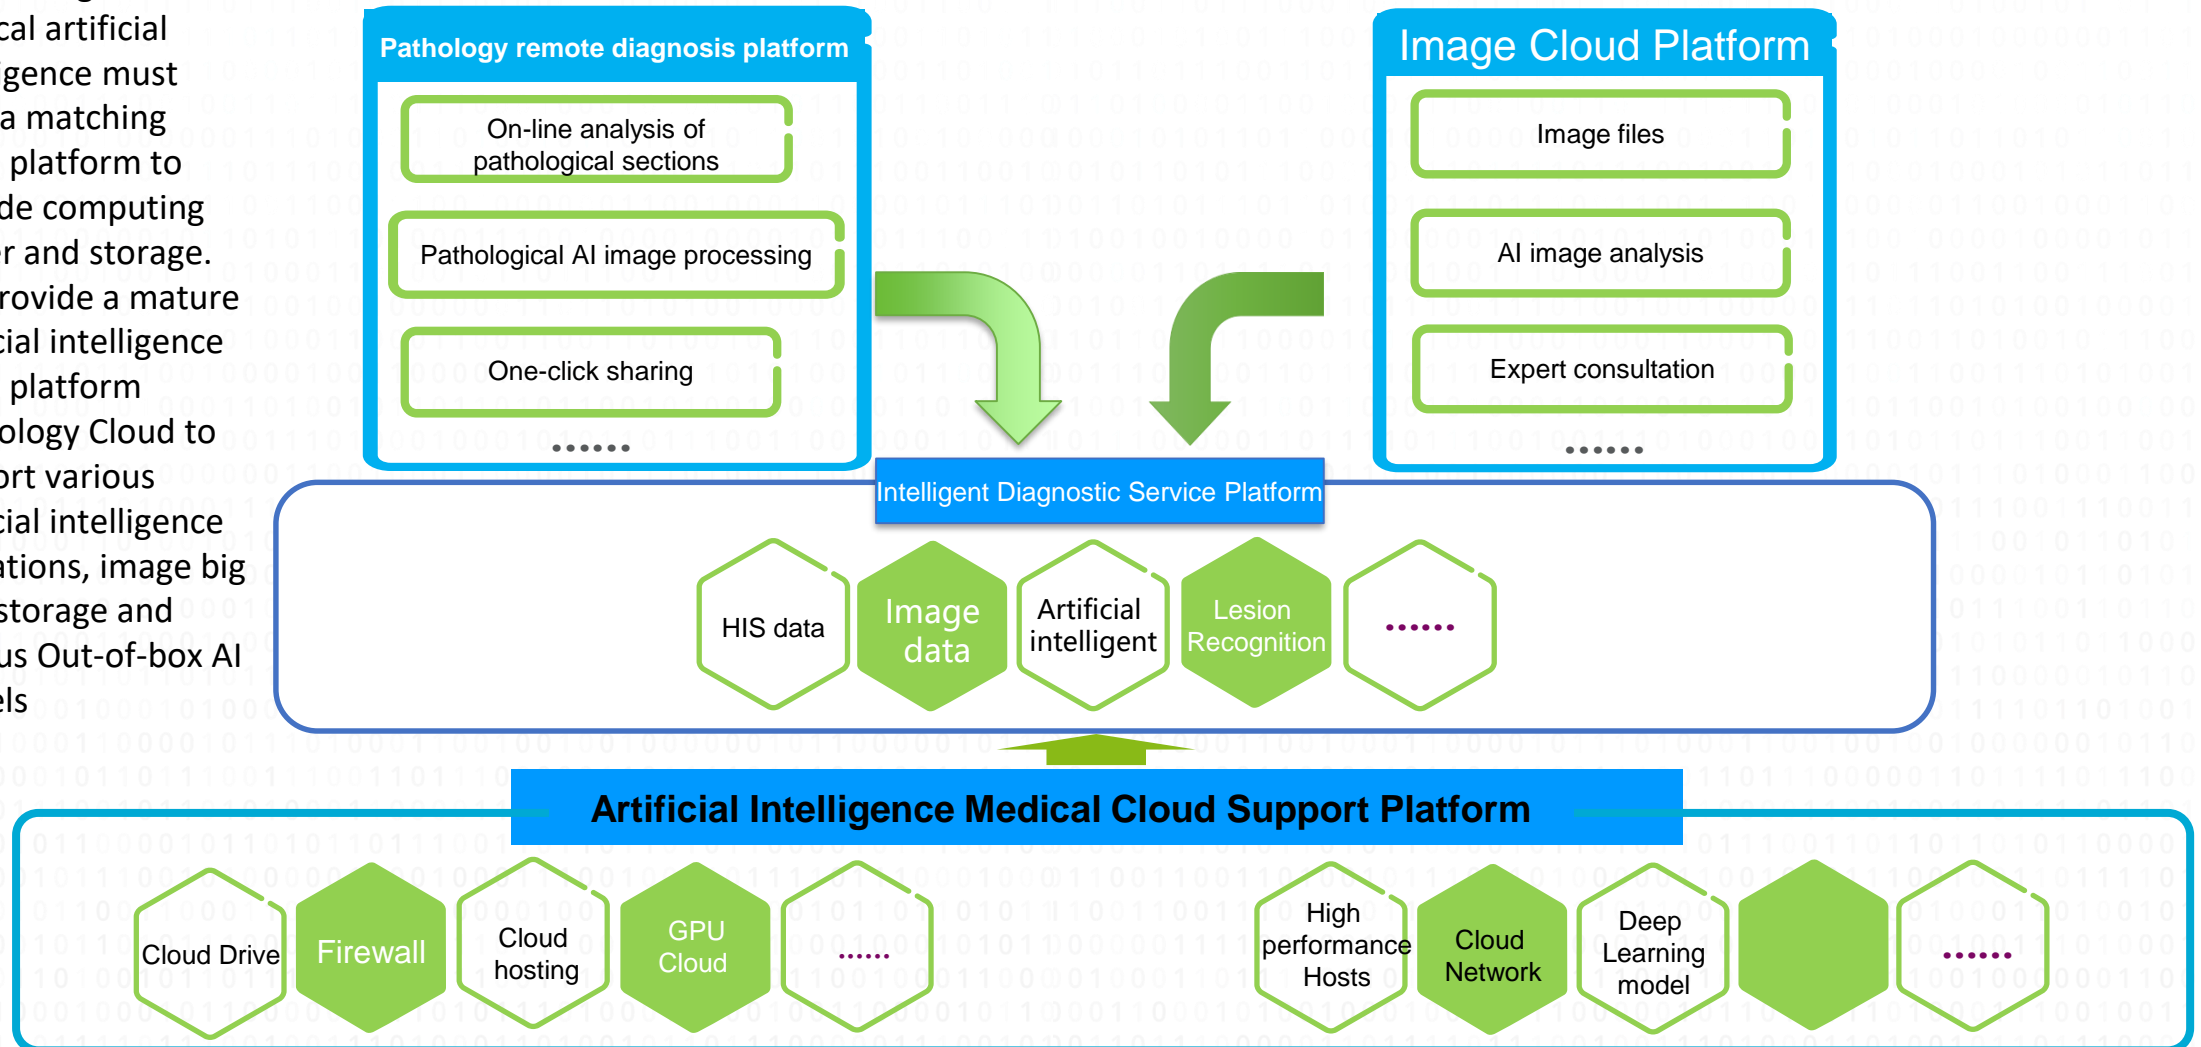 cal artificial
igence must
a matching
platform to
de computing
er and storage.
rovide a mature
cial intelligence
platform
ology Cloud to
ort various
cial intelligence
ations, image big
storage and
us Out-of-box AI
els
Pathology remote diagnosis platform
On-line analysis of
pathological sections
Pathological AI image processing
One-click sharing
......
Image Cloud Platform
Image files
AI image analysis
Expert consultation
......
Intelligent Diagnostic Service Platform
HIS data
Image
data
Artificial
intelligent
Lesion
Recognition
......
Artificial Intelligence Medical Cloud Support Platform
Cloud Drive
Firewall
Cloud
hosting
GPU
Cloud
......
High
performance
Hosts
Cloud
Network
Deep
Learning
model
......